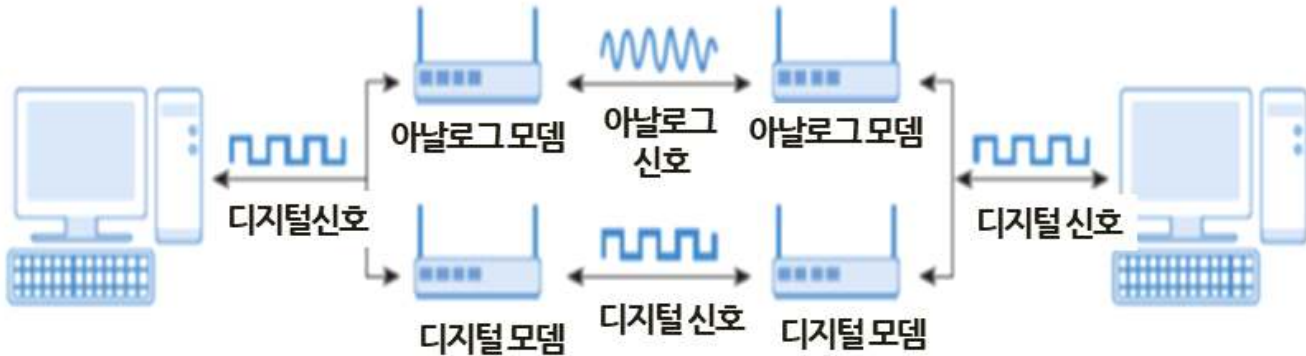 아날로그 모뎀
아날로그
신호
아날로그 모뎀
디지털신호
디지털 신호
디지털 모뎀
디지털 신호
디지털 모뎀